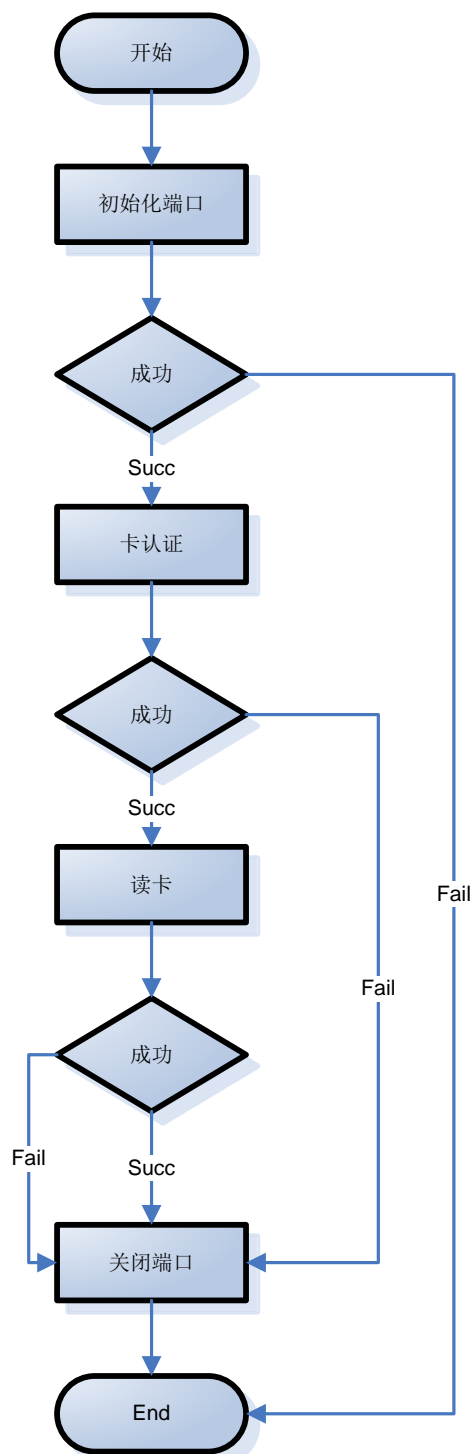 开始
初始化端口
成功
Succ
卡认证
成功
Succ
读卡
Fail
Fail
成功
Fail
Succ
关闭端口
End